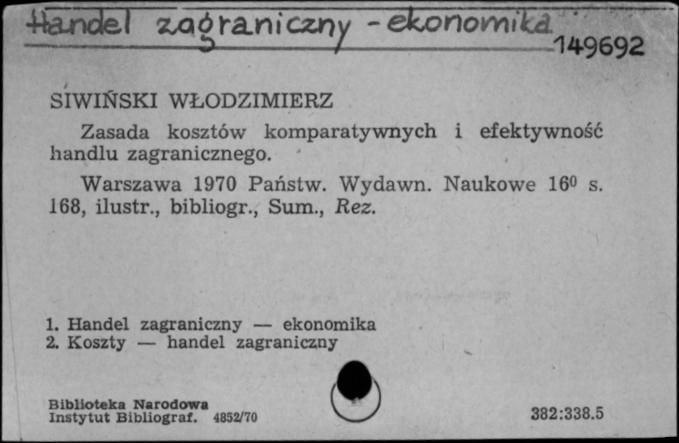 Handel zagraniczny - ekonomika
149692
SIWIŃSKI WŁODZIMIERZ
Zasada kosztów komparatywnych i efektywność
handlu zagranicznego.
Warszawa 1970 Państw. Wydawn. Naukowe 16⁰ s.
168, ilustr., bibliogr., Sum., Rez.
1. Handel zagraniczny — ekonomika
2. Koszty — handel zagraniczny
Biblioteka Narodowa
Instytut Bibliograf. 4852/70
382:338.5